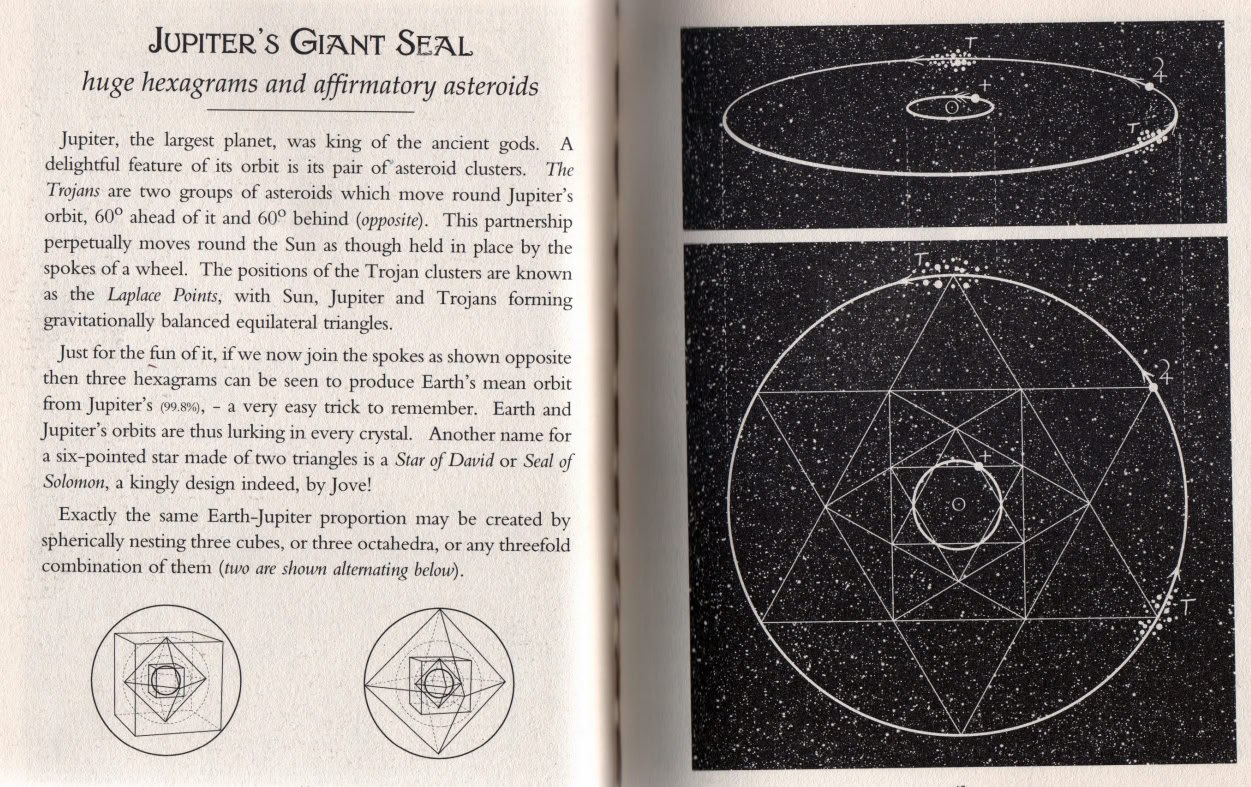 JUPITER'S GIANT SEAL
huge hexagrams and affirmatory asteroids
Jupiter, the largest planet, was king of the ancient gods. A
delightful feature of its orbit is its pair of asteroid clusters. The
Trojans are two groups of asteroids which move round Jupiter's
orbit, 60º ahead of it and 60º behind (opposite). This partnership
perpetually moves round the Sun as though held in place by the
spokes of a wheel. The positions of the Trojan clusters are known
as the Laplace Points, with Sun, Jupiter and Trojans forming
gravitationally balanced equilateral triangles.
Just for the fun of it, if we now join the spokes as shown opposite
then three hexagrams can be seen to produce Earth's mean orbit
from Jupiter's (99.8%), - a very easy trick to remember. Earth and
Jupiter's orbits are thus lurking in every crystal. Another name for
a six-pointed star made of two triangles is a Star of David or Seal of
Solomon, a kingly design indeed, by Jove!
Exactly the same Earth-Jupiter proportion may be created by
spherically nesting three cubes, or three octahedra, or any threefold
combination of them (two are shown alternating below).
T
♃
+
☉
T
T
♃
+
☉
T